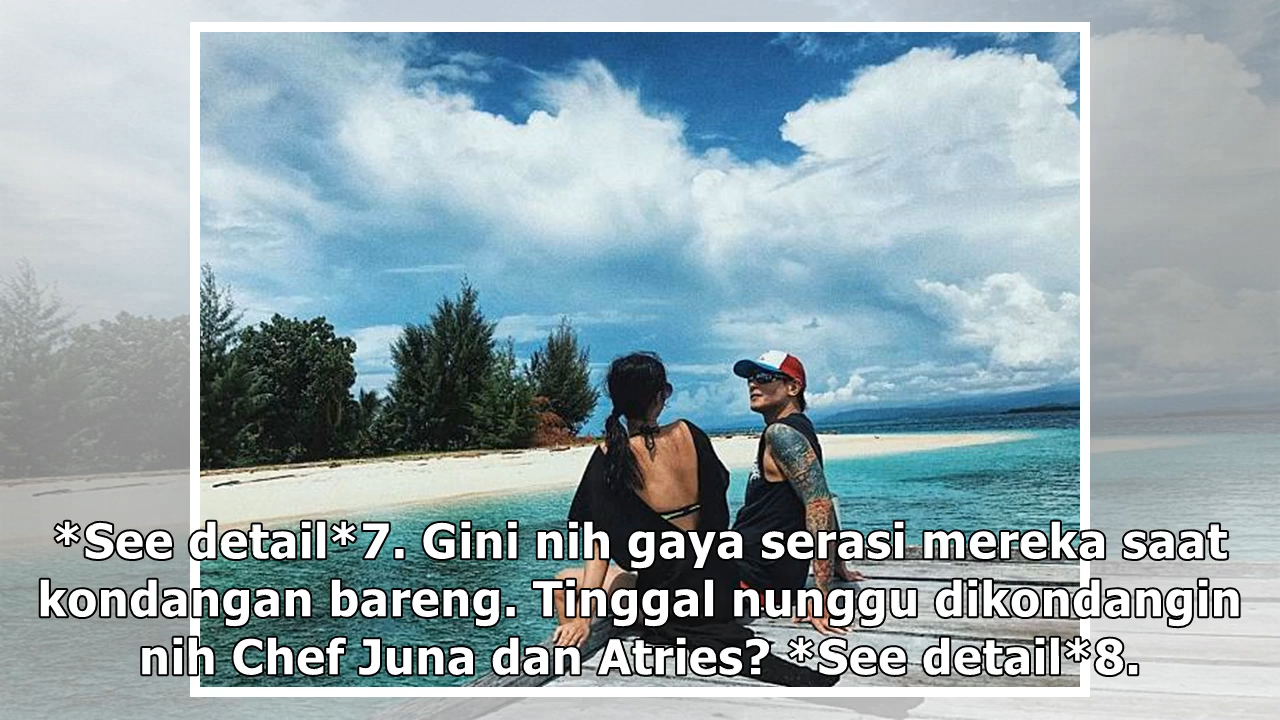 *See detail*7. Gini nih gaya serasi mereka saat
kondangan bareng. Tinggal nunggu dikondangin
nih Chef Juna dan Atries? *See detail*8.